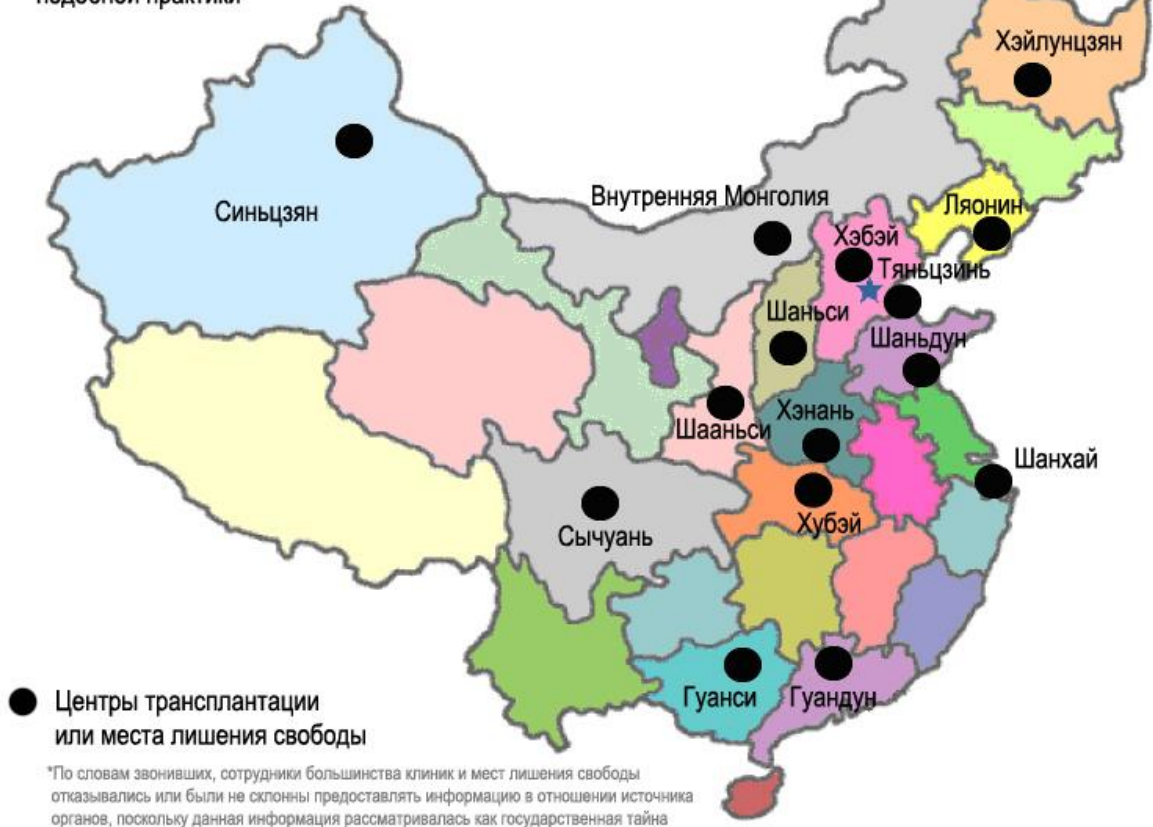 подобной практики
Хэйлунцзян
Внутренняя Монголия
Ляонин
Синьцзян
Хэбэй
Тяньцзинь
Шаньси
Шаньдун
Хэнань
Шааньси
Шанхай
Хубэй
Сычуань
Гуанси
Гуандун
Центры трансплантации
или места лишения свободы
*По словам звонивших, сотрудники большинства клиник и мест лишения свободы
отказывались или были не склонны предоставлять информацию в отношении источника
органов, поскольку данная информация рассматривалась как государственная тайна